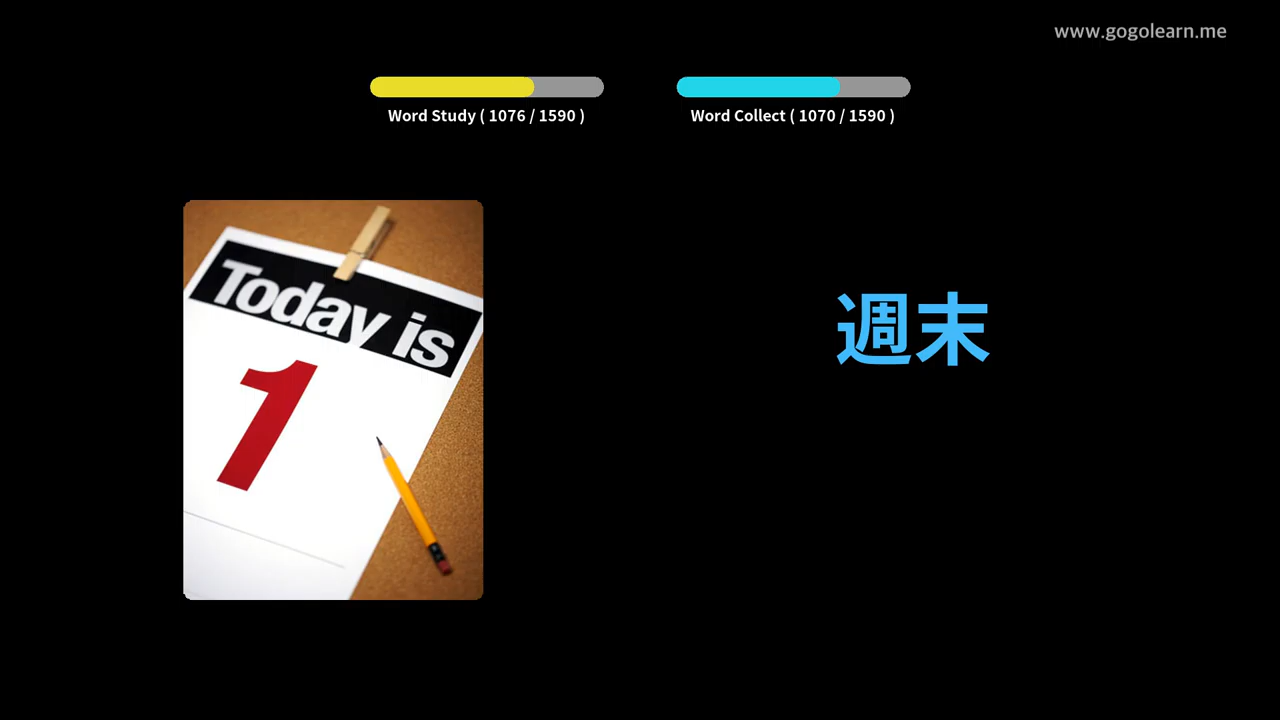 www.gogolearn.me
Word Study ( 1076 / 1590 )
Word Collect ( 1070 / 1590 )
Today is
1
週末